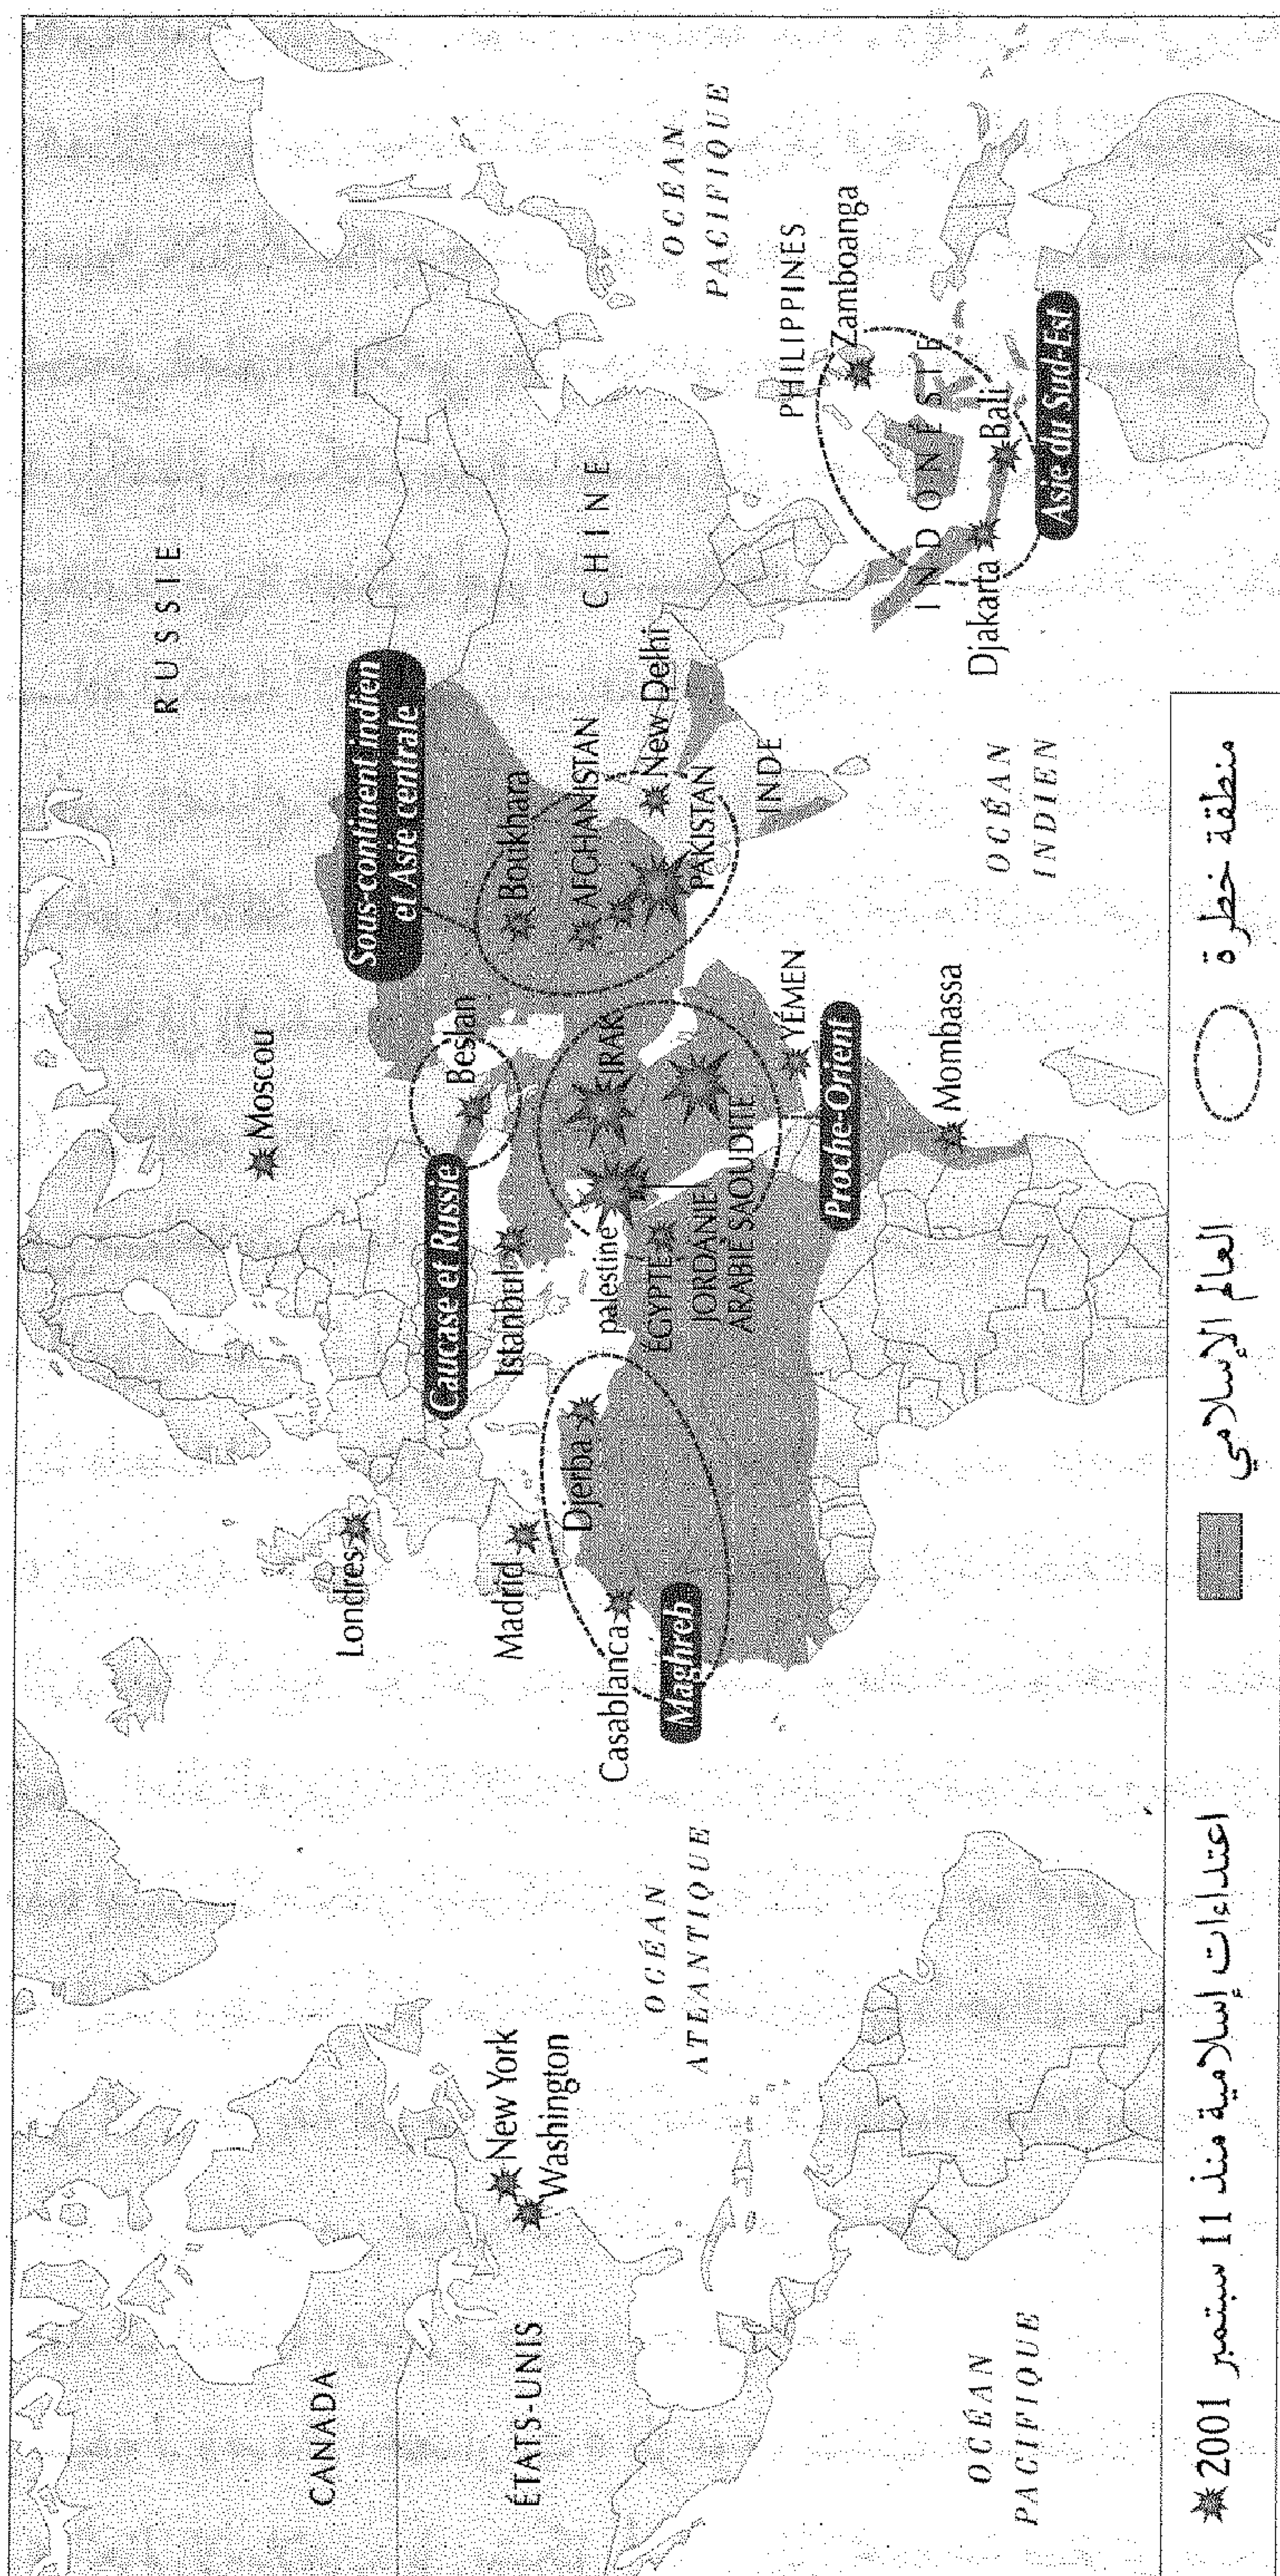 CANADA
ÉTATS-UNIS
OCÉAN
PACIFIQUE
New York
Washington
OCÉAN
ATLANTIQUE
Londres
Madrid
Casablanca
Maghreb
Djerba
Istanbul
Caucase et Russie
palestine
ÉGYPTE
JORDANIE
ARABIE SAOUDITE
Moscou
Beslan
IRAK
YÉMEN
Proche-Orient
Mombassa
RUSSIE
Sous-continent indien
et Asie centrale
Boukhara
AFGHANISTAN
New Delhi
PAKISTAN
INDE
OCÉAN
INDIEN
CHINE
Djakarta
INDONÉSIE
Bali
Asie du Sud-Est
PHILIPPINES
Zamboanga
OCÉAN
PACIFIQUE
اعتداءات إسلامية منذ 11 سبتمبر 2001
العالم الإسلامي
منطقة خطرة